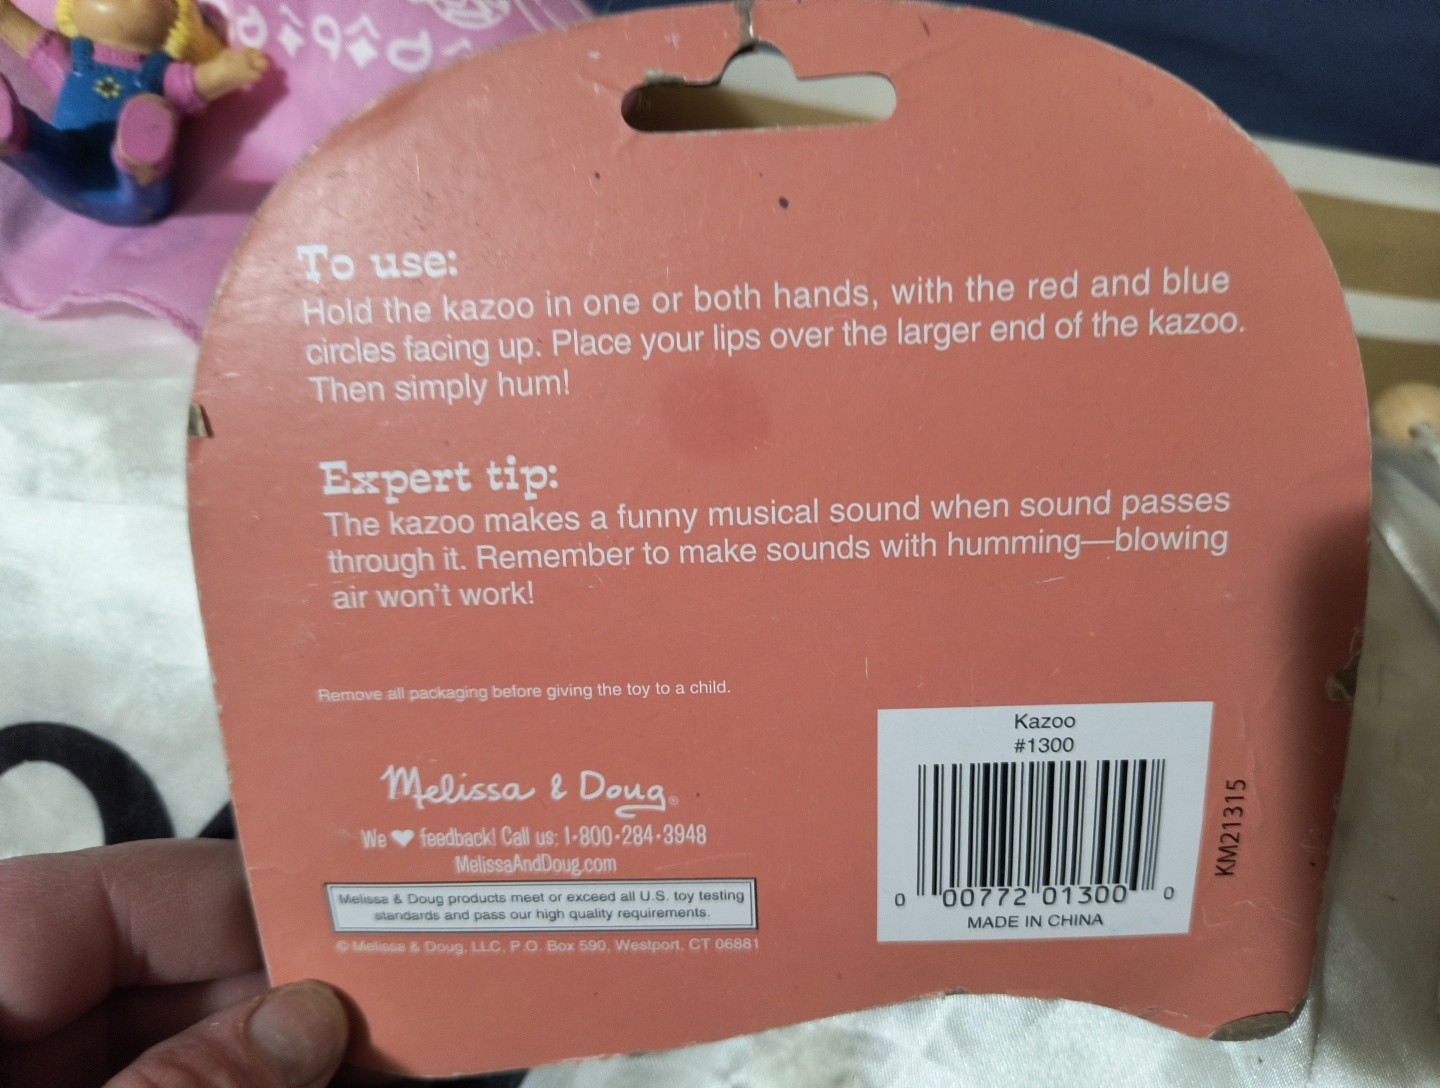 To use:
Hold the kazoo in one or both hands, with the red and blue
circles facing up. Place your lips over the larger end of the kazoo.
Then simply hum!
Expert tip:
The kazoo makes a funny musical sound when sound passes
through it. Remember to make sounds with humming—blowing
air won't work!
Remove all packaging before giving the toy to a child.
Melissa & Doug®
We ♥ feedback! Call us: 1-800-284-3948
MelissaAndDoug.com
Melissa & Doug products meet or exceed all U.S. toy testing
standards and pass our high quality requirements.
© Melissa & Doug, LLC, P.O. Box 590, Westport, CT 06881
Kazoo
#1300
0 00772 01300 0
MADE IN CHINA
KM21315